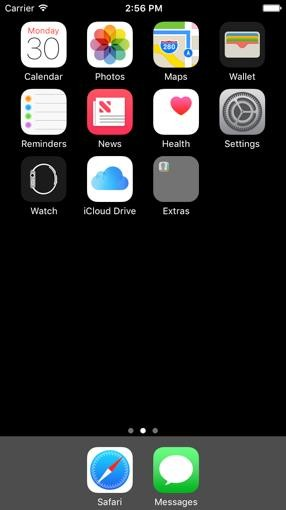 Carrier 2:56 PM
Monday
30
280
Calendar Photos Maps Wallet
Reminders News Health Settings
Watch iCloud Drive Extras
Safari Messages